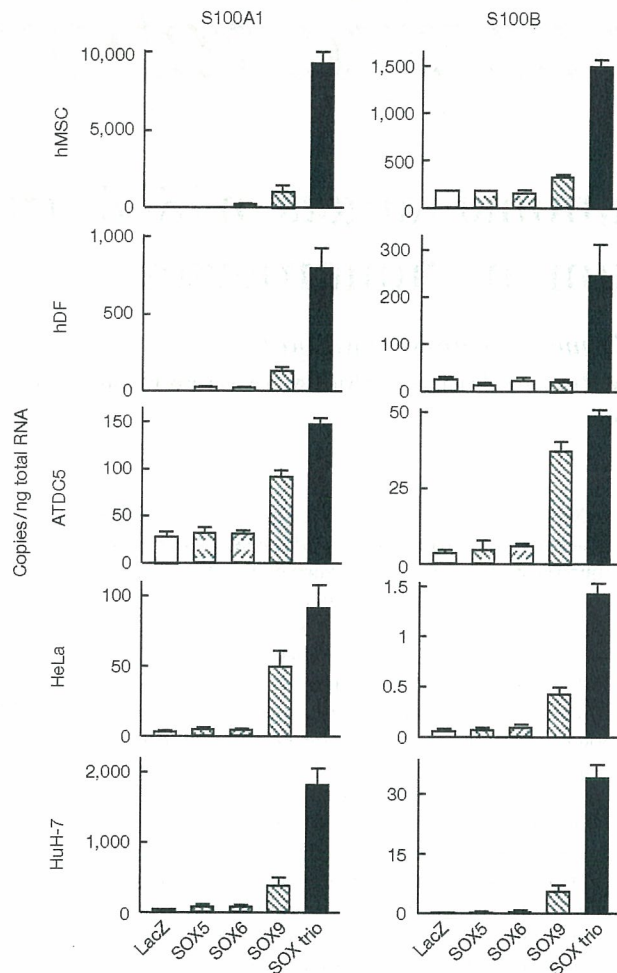 S100A1
S100B
Copies/ng total RNA
hMSC
10,000
5,000
0
1,500
1,000
500
0
hDF
1,000
500
0
300
200
100
0
ATDC5
150
100
50
0
50
25
0
HeLa
100
50
0
1.5
1
0.5
0
HuH-7
2,000
1,000
0
30
15
0
LacZ
SOX5
SOX6
SOX9
SOX trio
LacZ
SOX5
SOX6
SOX9
SOX trio